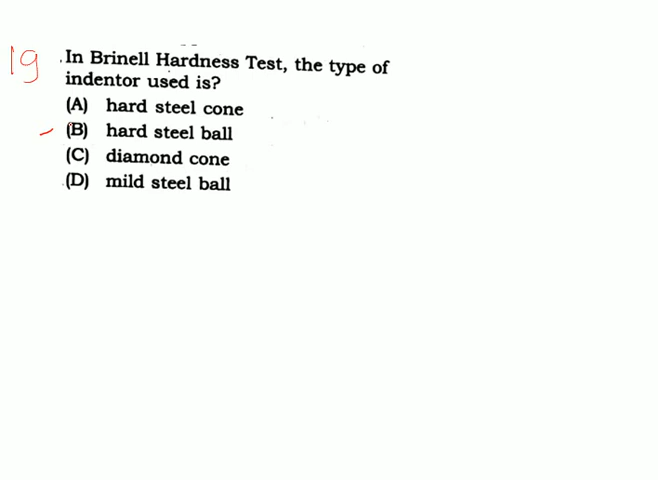 19 .In Brinell Hardness Test, the type of
indentor used is?
(A) hard steel cone
(B) hard steel ball
(C) diamond cone
(D) mild steel ball